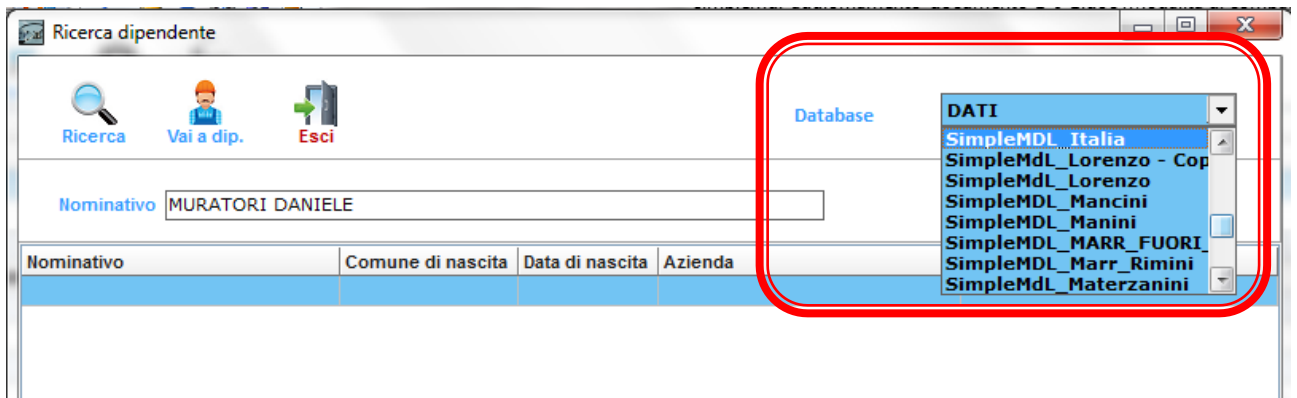 Ricerca dipendente
Ricerca
Vai a dip.
Esci
Database
DATI
SimpleMDL_Italia
SimpleMdL_Lorenzo - Cop
SimpleMdL_Lorenzo
SimpleMDL_Mancini
SimpleMDL_Manini
SimpleMDL_MARR_FUORI_
SimpleMDL_Marr_Rimini
SimpleMdL_Materzanini
Nominativo MURATORI DANIELE
Nominativo Comune di nascita Data di nascita Azienda